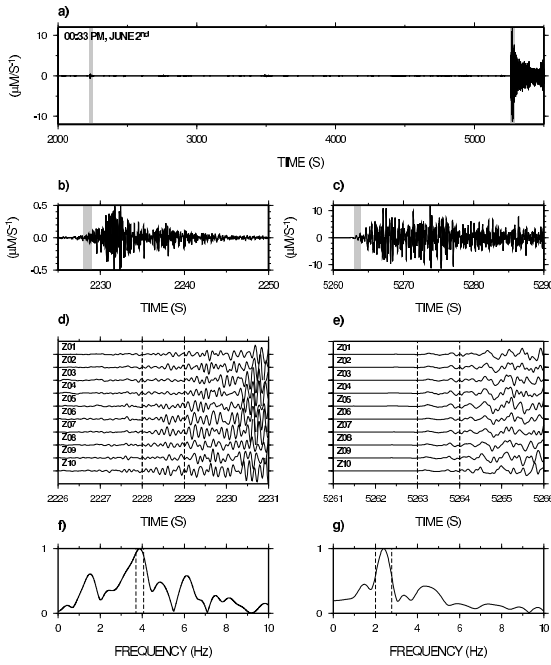 a)
00:33 PM, JUNE 2nd
10
0
-10
(μM/S-1)
2000 3000 4000 5000
TIME (S)
b) c)
0.5
0.0
-0.5
(μM/S-1)
2230 2240 2250
TIME (S)
10
0
-10
(μM/S-1)
5260 5270 5280 5290
TIME (S)
d) e)
Z01
Z02
Z03
Z04
Z05
Z06
Z07
Z08
Z09
Z10
2226 2227 2228 2229 2230 2231
TIME (S)
Z01
Z02
Z03
Z04
Z05
Z06
Z07
Z08
Z09
Z10
5261 5262 5263 5264 5265 5266
TIME (S)
f) g)
1
0
0 2 4 6 8 10
FREQUENCY (Hz)
1
0
0 2 4 6 8 10
FREQUENCY (Hz)